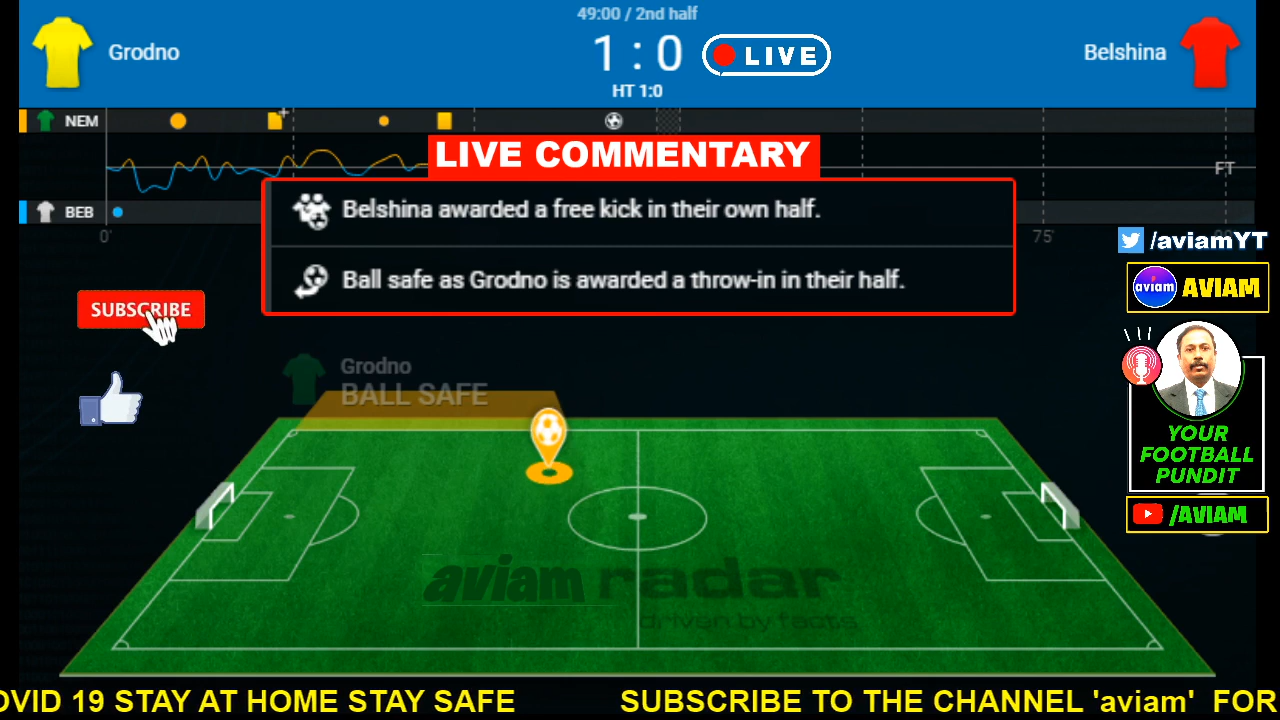 49:00 / 2nd half
Grodno
1 : 0
LIVE
Belshina
HT 1:0
NEM
LIVE COMMENTARY
FT
Belshina awarded a free kick in their own half.
BEB
0'
75'
/aviamYT
Ball safe as Grodno is awarded a throw-in in their half.
aviam AVIAM
SUBSCRIBE
Grodno
BALL SAFE
YOUR
FOOTBALL
PUNDIT
/AVIAM
aviam radar
driven by facts
OVID 19 STAY AT HOME STAY SAFE SUBSCRIBE TO THE CHANNEL 'aviam' FOR